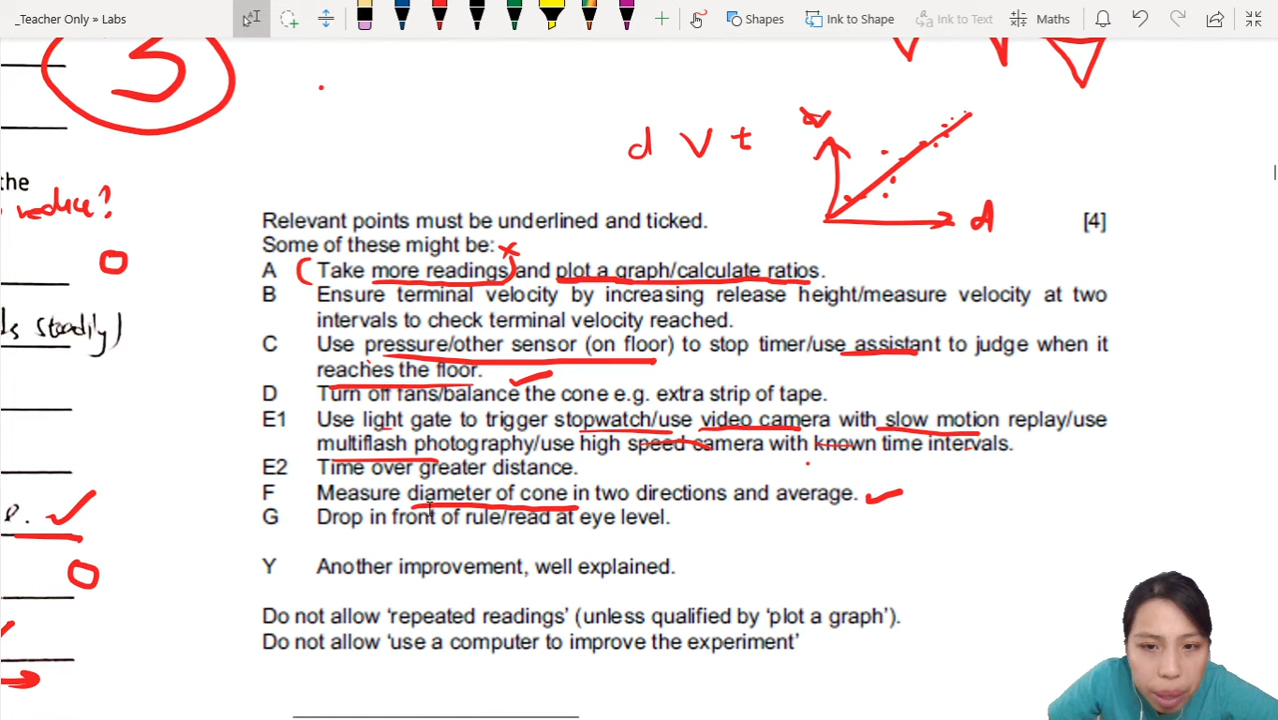 _Teacher Only » Labs
Shapes
Ink to Shape
Ink to Text
Maths
3
d V t
d
the
reduce?
ls steadily)
Relevant points must be underlined and ticked. [4]
Some of these might be:
A (Take more readings) and plot a graph/calculate ratios.
B Ensure terminal velocity by increasing release height/measure velocity at two
intervals to check terminal velocity reached.
C Use pressure/other sensor (on floor) to stop timer/use assistant to judge when it
reaches the floor.
D Turn off fans/balance the cone e.g. extra strip of tape.
E1 Use light gate to trigger stopwatch/use video camera with slow motion replay/use
multiflash photography/use high speed camera with known time intervals.
E2 Time over greater distance.
F Measure diameter of cone in two directions and average.
G Drop in front of rule/read at eye level.
Y Another improvement, well explained.
Do not allow 'repeated readings' (unless qualified by 'plot a graph').
Do not allow 'use a computer to improve the experiment'